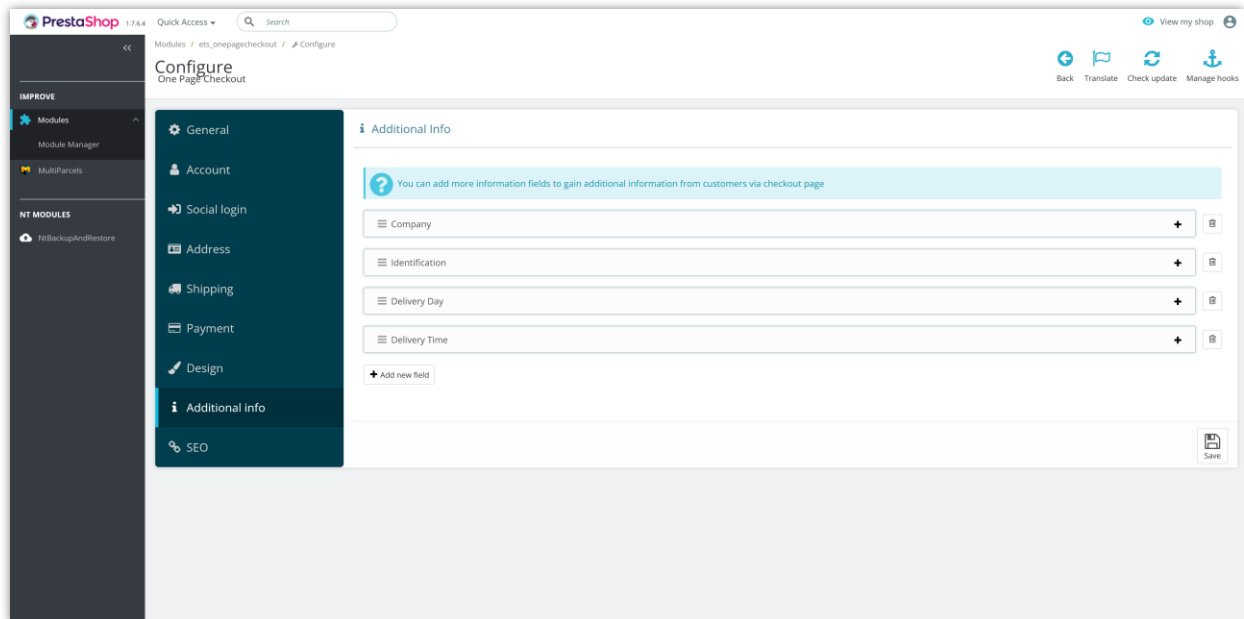 PrestaShop 1.7.6.4 Quick Access Search View my shop
Modules / ets_onepagecheckout / Configure
Configure
One Page Checkout
Back Translate Check update Manage hooks
IMPROVE
Modules
Module Manager
MultiParcels
NT MODULES
NtBackupAndRestore
General
Account
Social login
Address
Shipping
Payment
Design
Additional info
SEO
Additional Info
You can add more information fields to gain additional information from customers via checkout page
Company
Identification
Delivery Day
Delivery Time
Add new field
Save